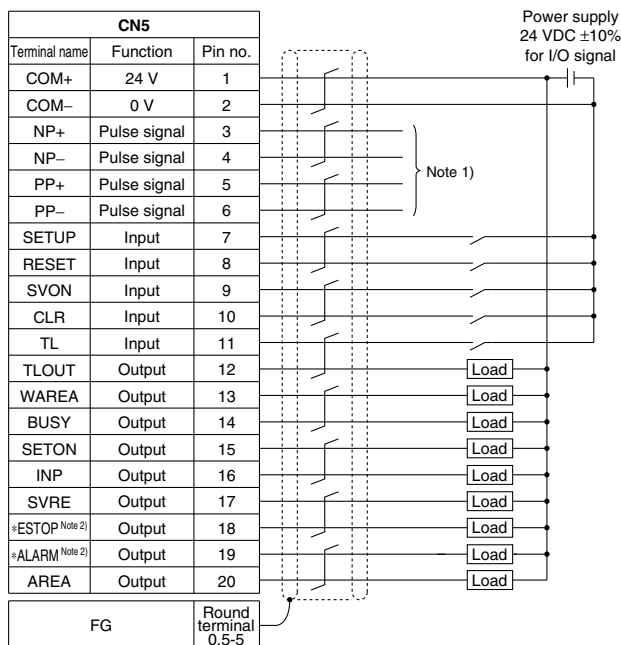 CN5
Power supply
24 VDC ±10%
for I/O signal
Terminal name Function Pin no.
COM+ 24 V 1
COM− 0 V 2
NP+ Pulse signal 3
NP− Pulse signal 4
Note 1)
PP+ Pulse signal 5
PP− Pulse signal 6
SETUP Input 7
RESET Input 8
SVON Input 9
CLR Input 10
TL Input 11
TLOUT Output 12 Load
WAREA Output 13 Load
BUSY Output 14 Load
SETON Output 15 Load
INP Output 16 Load
SVRE Output 17 Load
∗ESTOP Note 2) Output 18 Load
∗ALARM Note 2) Output 19 Load
AREA Output 20 Load
FG Round
terminal
0.5-5